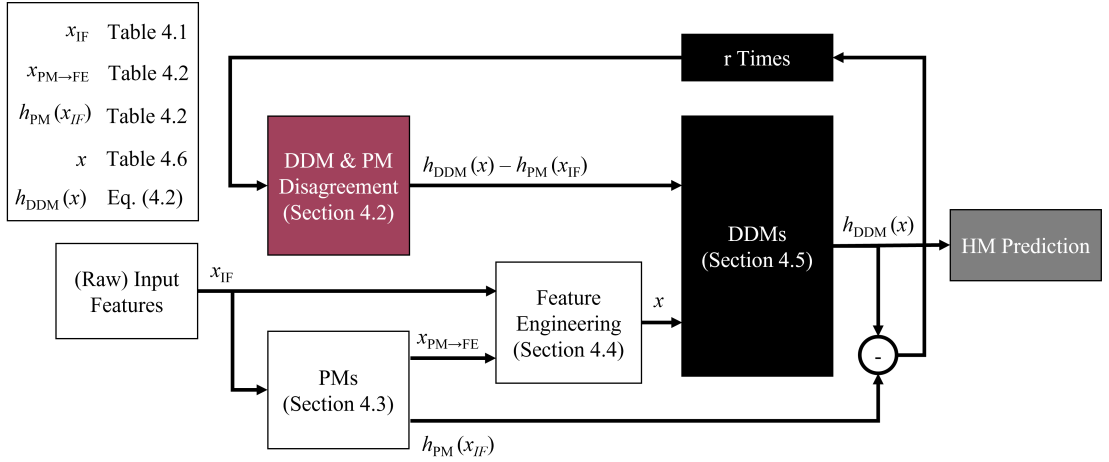 x_IF Table 4.1
x_PM→FE Table 4.2
h_PM(x_IF) Table 4.2
x Table 4.6
h_DDM(x) Eq. (4.2)
r Times
DDM & PM
Disagreement
(Section 4.2)
h_DDM(x) – h_PM(x_IF)
DDMs
(Section 4.5)
h_DDM(x)
HM Prediction
(Raw) Input
Features
x_IF
Feature
Engineering
(Section 4.4)
x
x_PM→FE
PMs
(Section 4.3)
-
h_PM(x_IF)